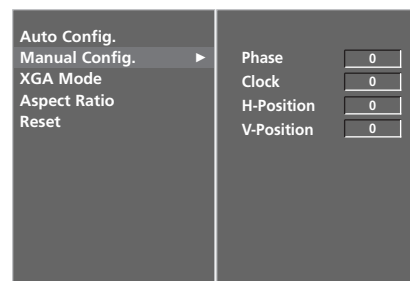 Auto Config.
Manual Config. ►
XGA Mode
Aspect Ratio
Reset
Phase 0
Clock 0
H-Position 0
V-Position 0